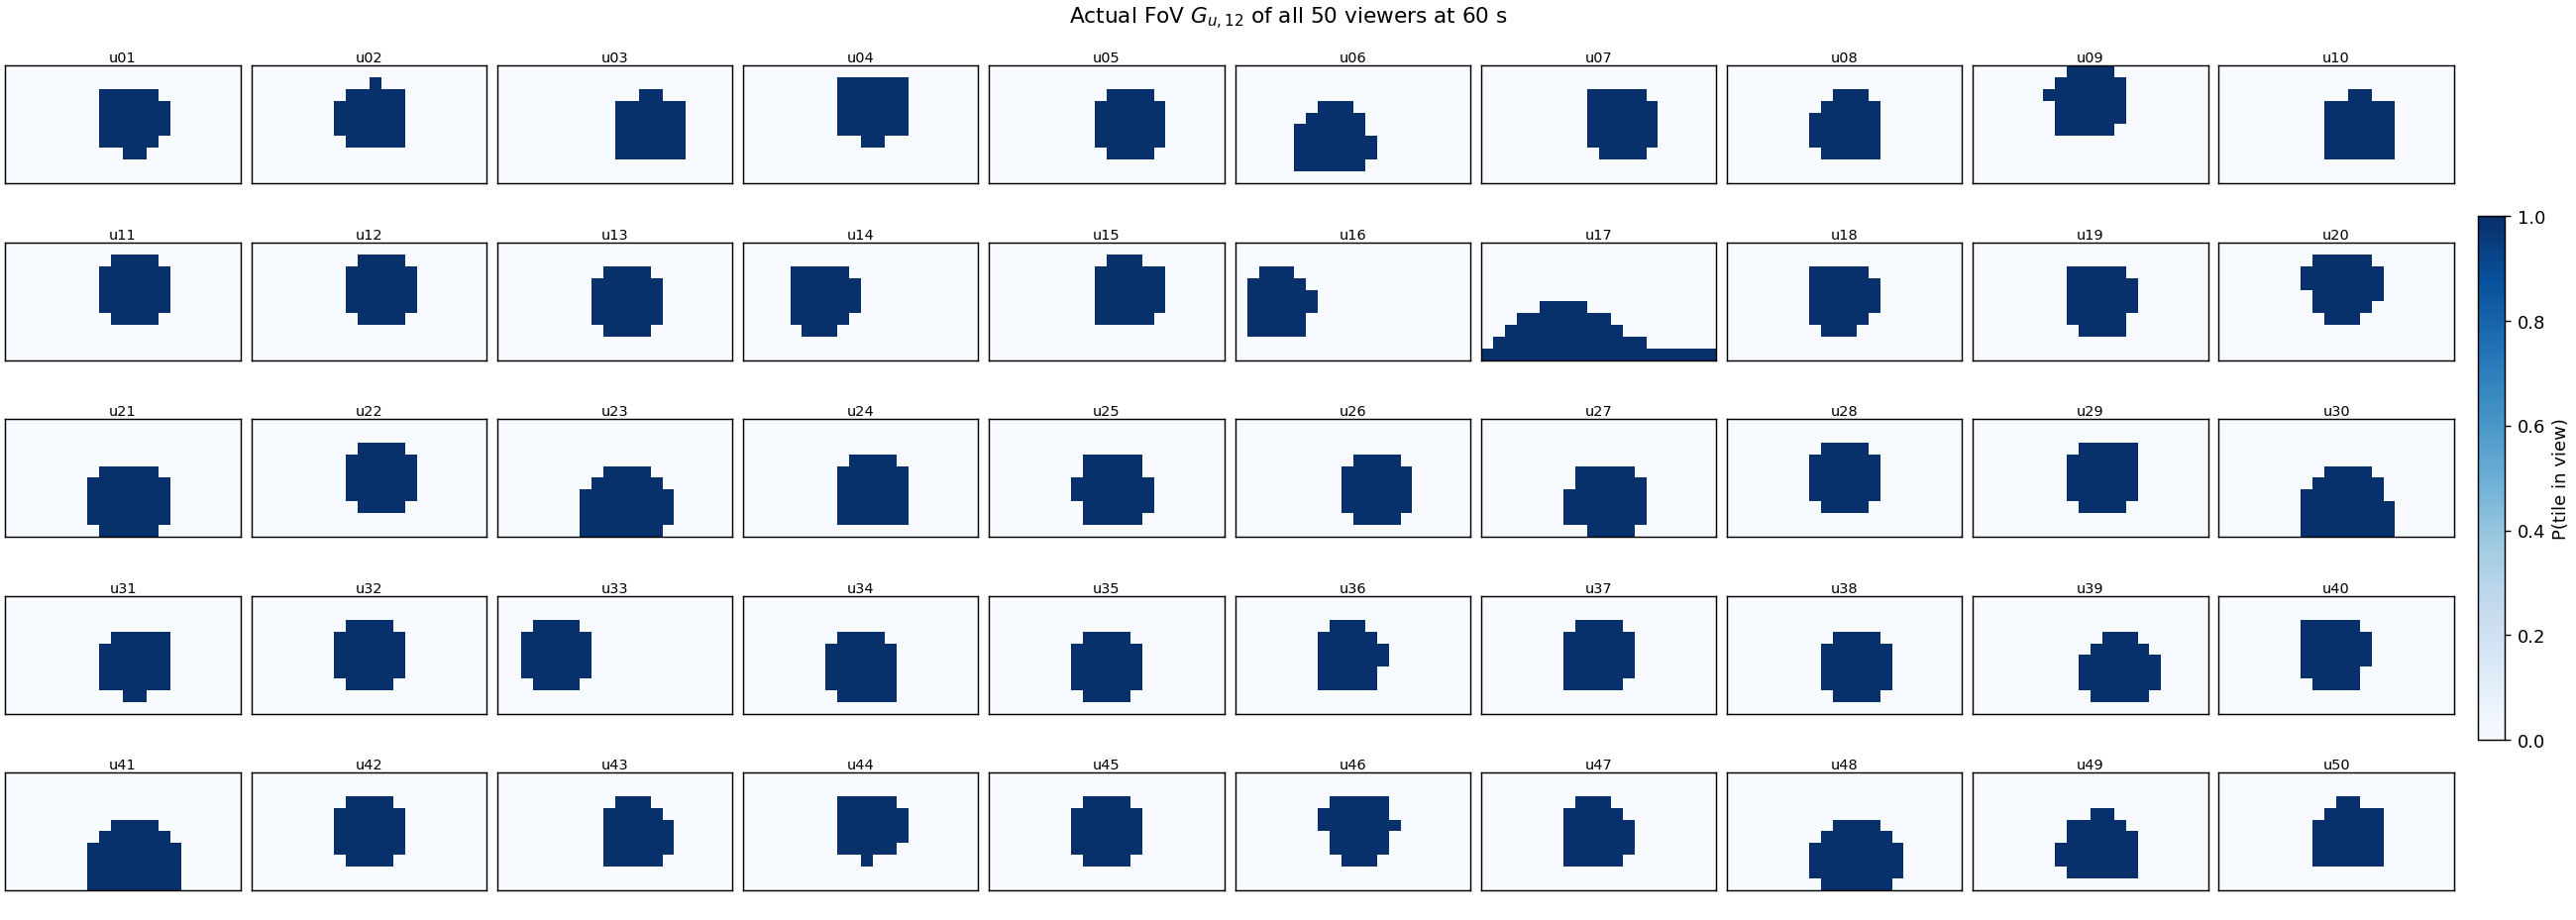 Actual FoV G_{u,12} of all 50 viewers at 60 s
u01 u02 u03 u04 u05 u06 u07 u08 u09 u10
u11 u12 u13 u14 u15 u16 u17 u18 u19 u20
u21 u22 u23 u24 u25 u26 u27 u28 u29 u30
u31 u32 u33 u34 u35 u36 u37 u38 u39 u40
u41 u42 u43 u44 u45 u46 u47 u48 u49 u50
1.0
0.8
0.6
0.4
0.2
0.0
P(tile in view)